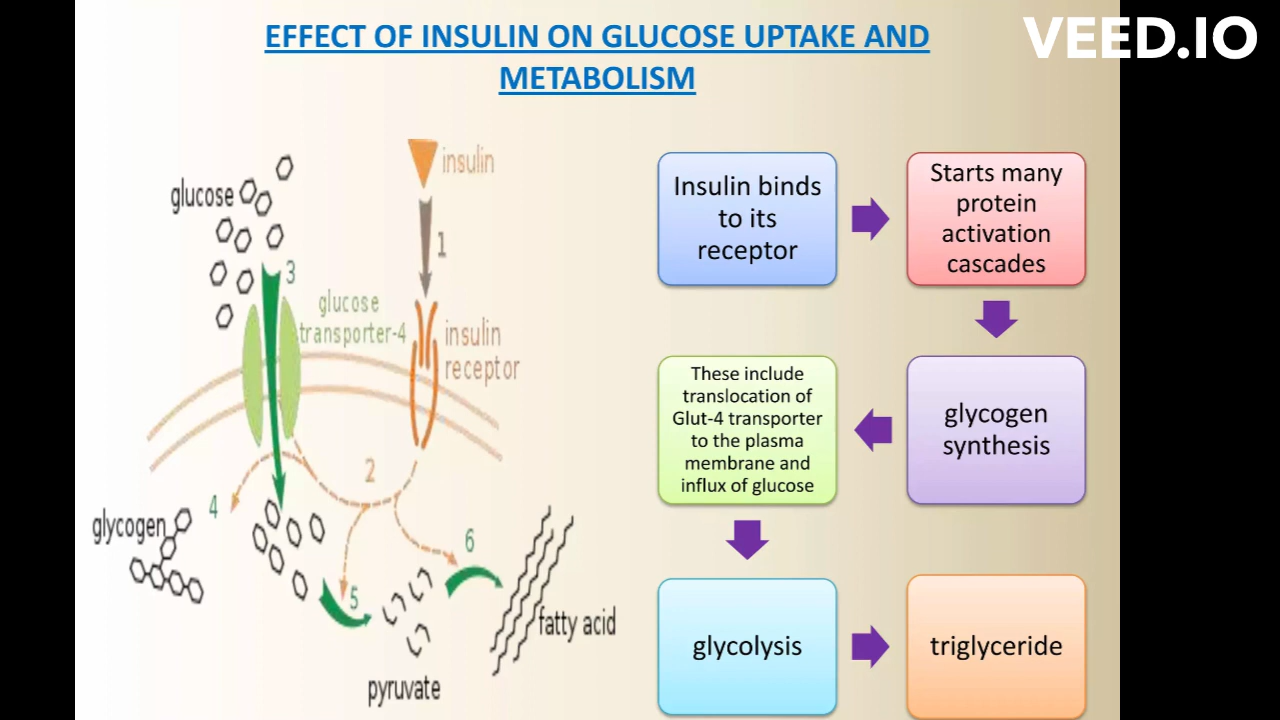 EFFECT OF INSULIN ON GLUCOSE UPTAKE AND
METABOLISM
VEED.IO
glucose
insulin
1
3
glucose
transporter-4
insulin
receptor
2
4
glycogen
5
6
fatty acid
pyruvate
Insulin binds
to its
receptor
Starts many
protein
activation
cascades
glycogen
synthesis
These include
translocation of
Glut-4 transporter
to the plasma
membrane and
influx of glucose
glycolysis
triglyceride